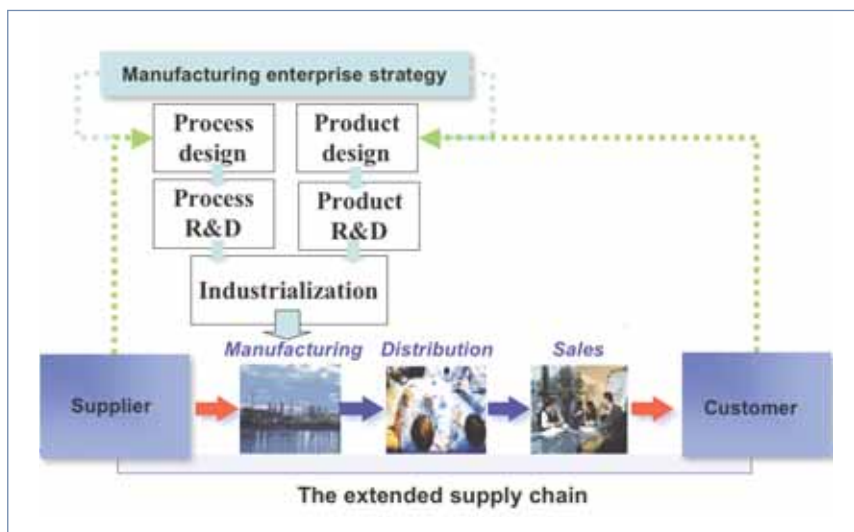 Manufacturing enterprise strategy
Process
design
Product
design
Process
R&D
Product
R&D
Industrialization
Manufacturing
Distribution
Sales
Supplier
Customer
The extended supply chain